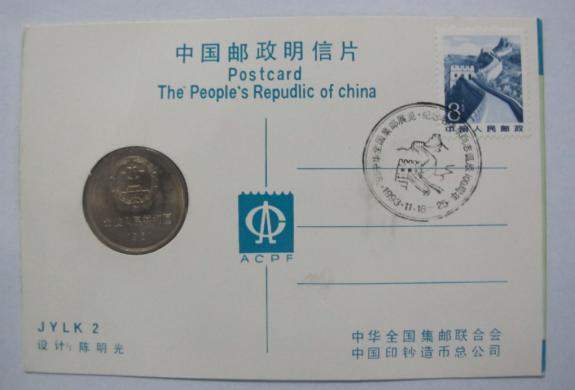 中国邮政明信片
Postcard
The People's Repudlic of china
8
中国人民邮政
1993·11·16-25
ACPF
JYLK 2
设计: 陈明光
中华全国集邮联合会
中国印钞造币总公司